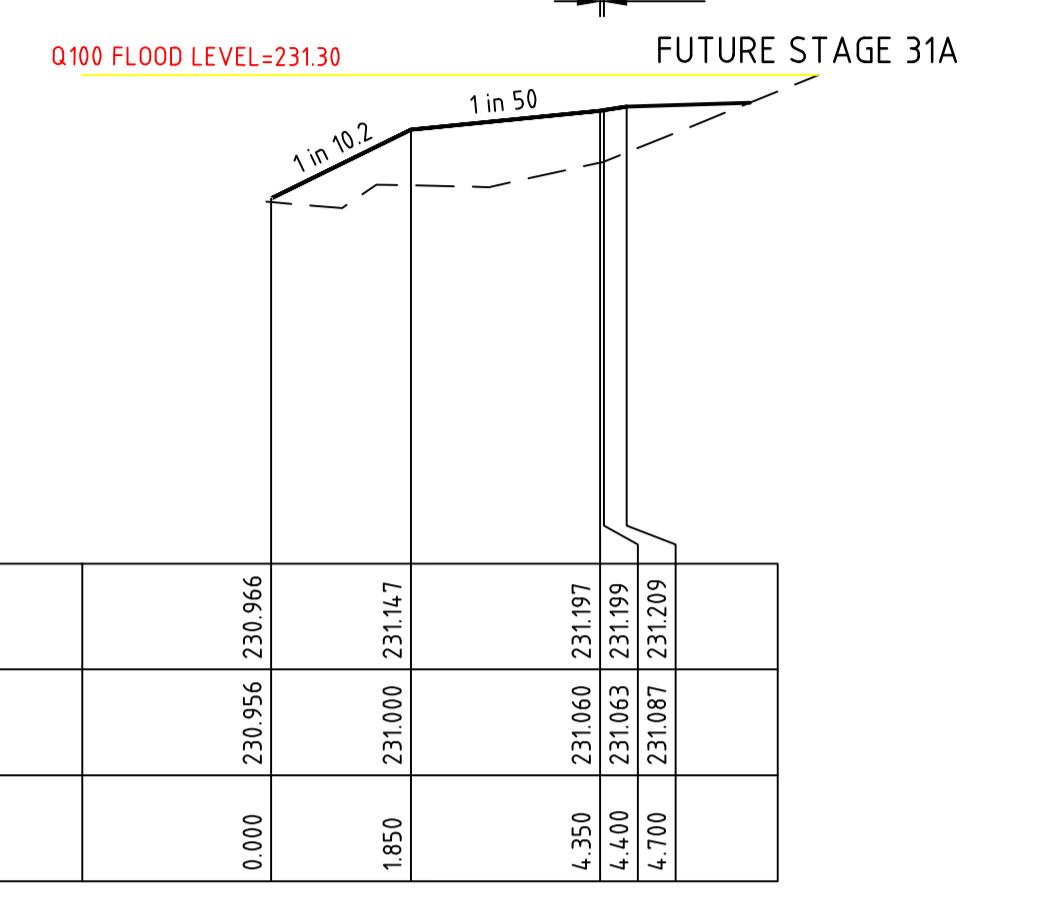 FUTURE STAGE 31A
Q100 FLOOD LEVEL=231.30
1 in 50
1 in 10.2
230.966 231.147 231.197 231.199 231.209
230.956 231.000 231.060 231.063 231.087
0.000 1.850 4.350 4.400 4.700